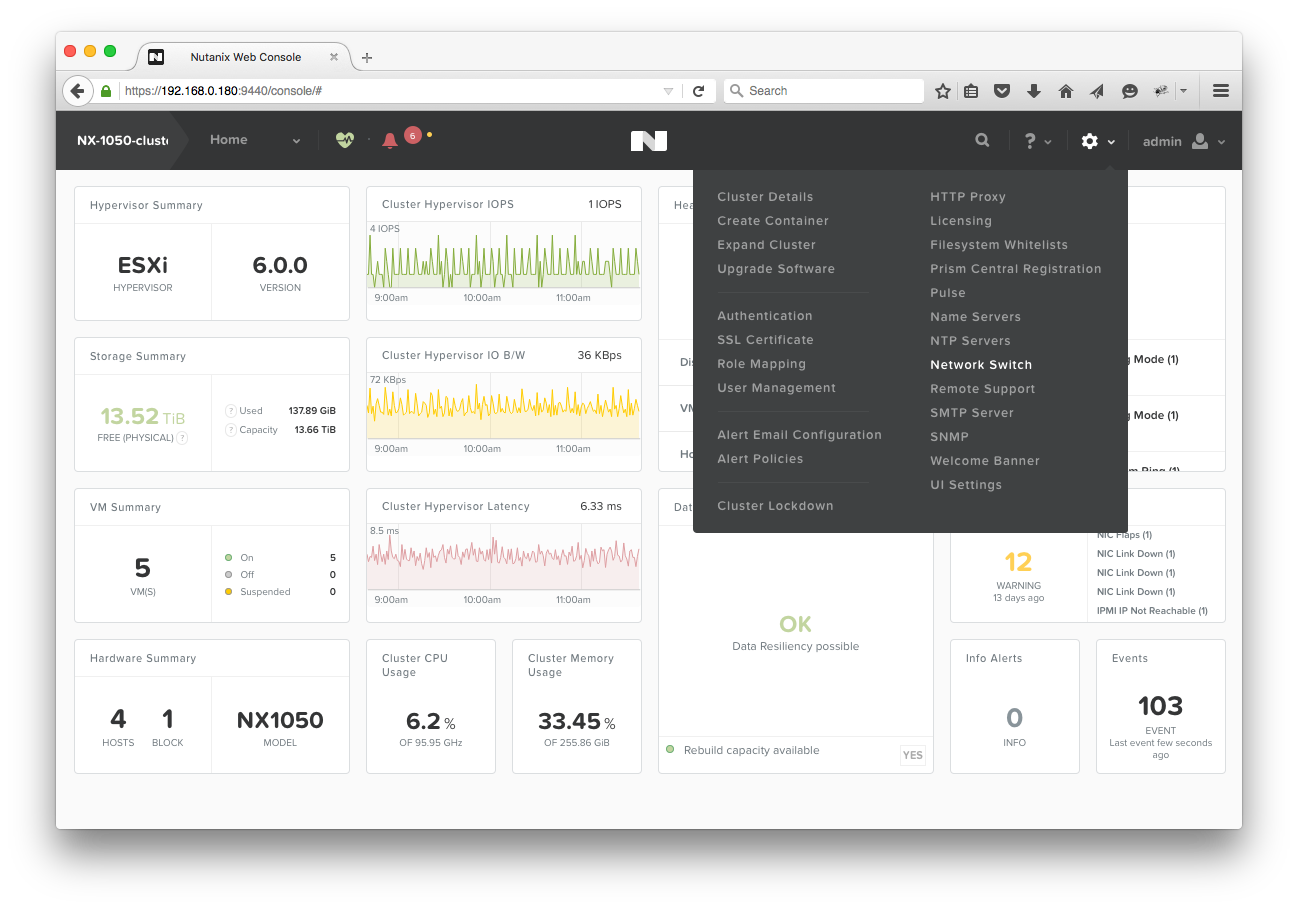 Nutanix Web Console
https://192.168.0.180:9440/console/#
Search
NX-1050-clust
Home
6
?
admin
Hypervisor Summary
ESXi
HYPERVISOR
6.0.0
VERSION
Cluster Hypervisor IOPS
1 IOPS
4 IOPS
9:00am
10:00am
11:00am
Hea
Cluster Details
Create Container
Expand Cluster
Upgrade Software
Authentication
SSL Certificate
Role Mapping
User Management
Alert Email Configuration
Alert Policies
Cluster Lockdown
HTTP Proxy
Licensing
Filesystem Whitelists
Prism Central Registration
Pulse
Name Servers
NTP Servers
Network Switch
Remote Support
SMTP Server
SNMP
Welcome Banner
UI Settings
Storage Summary
13.52 TiB
FREE (PHYSICAL) ?
? Used 137.89 GiB
? Capacity 13.66 TiB
Cluster Hypervisor IO B/W
36 KBps
72 KBps
9:00am
10:00am
11:00am
Dis
VM
Ho
g Mode (1)
g Mode (1)
m Ring (1)
VM Summary
5
VM(S)
On 5
Off 0
Suspended 0
Cluster Hypervisor Latency
6.33 ms
8.5 ms
9:00am
10:00am
11:00am
Dat
OK
Data Resiliency possible
Rebuild capacity available
YES
12
WARNING
13 days ago
NIC Flaps (1)
NIC Link Down (1)
NIC Link Down (1)
NIC Link Down (1)
IPMI IP Not Reachable (1)
Hardware Summary
4
HOSTS
1
BLOCK
NX1050
MODEL
Cluster CPU
Usage
6.2 %
OF 95.95 GHz
Cluster Memory
Usage
33.45 %
OF 255.86 GiB
Info Alerts
0
INFO
Events
103
EVENT
Last event few seconds
ago